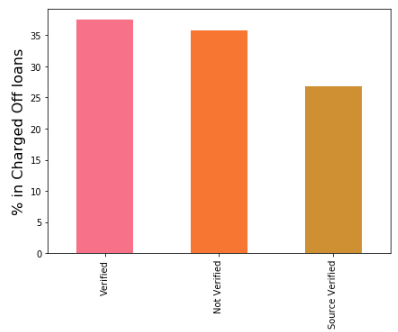 % in Charged Off loans
35
30
25
20
15
10
5
0
Verified
Not Verified
Source Verified